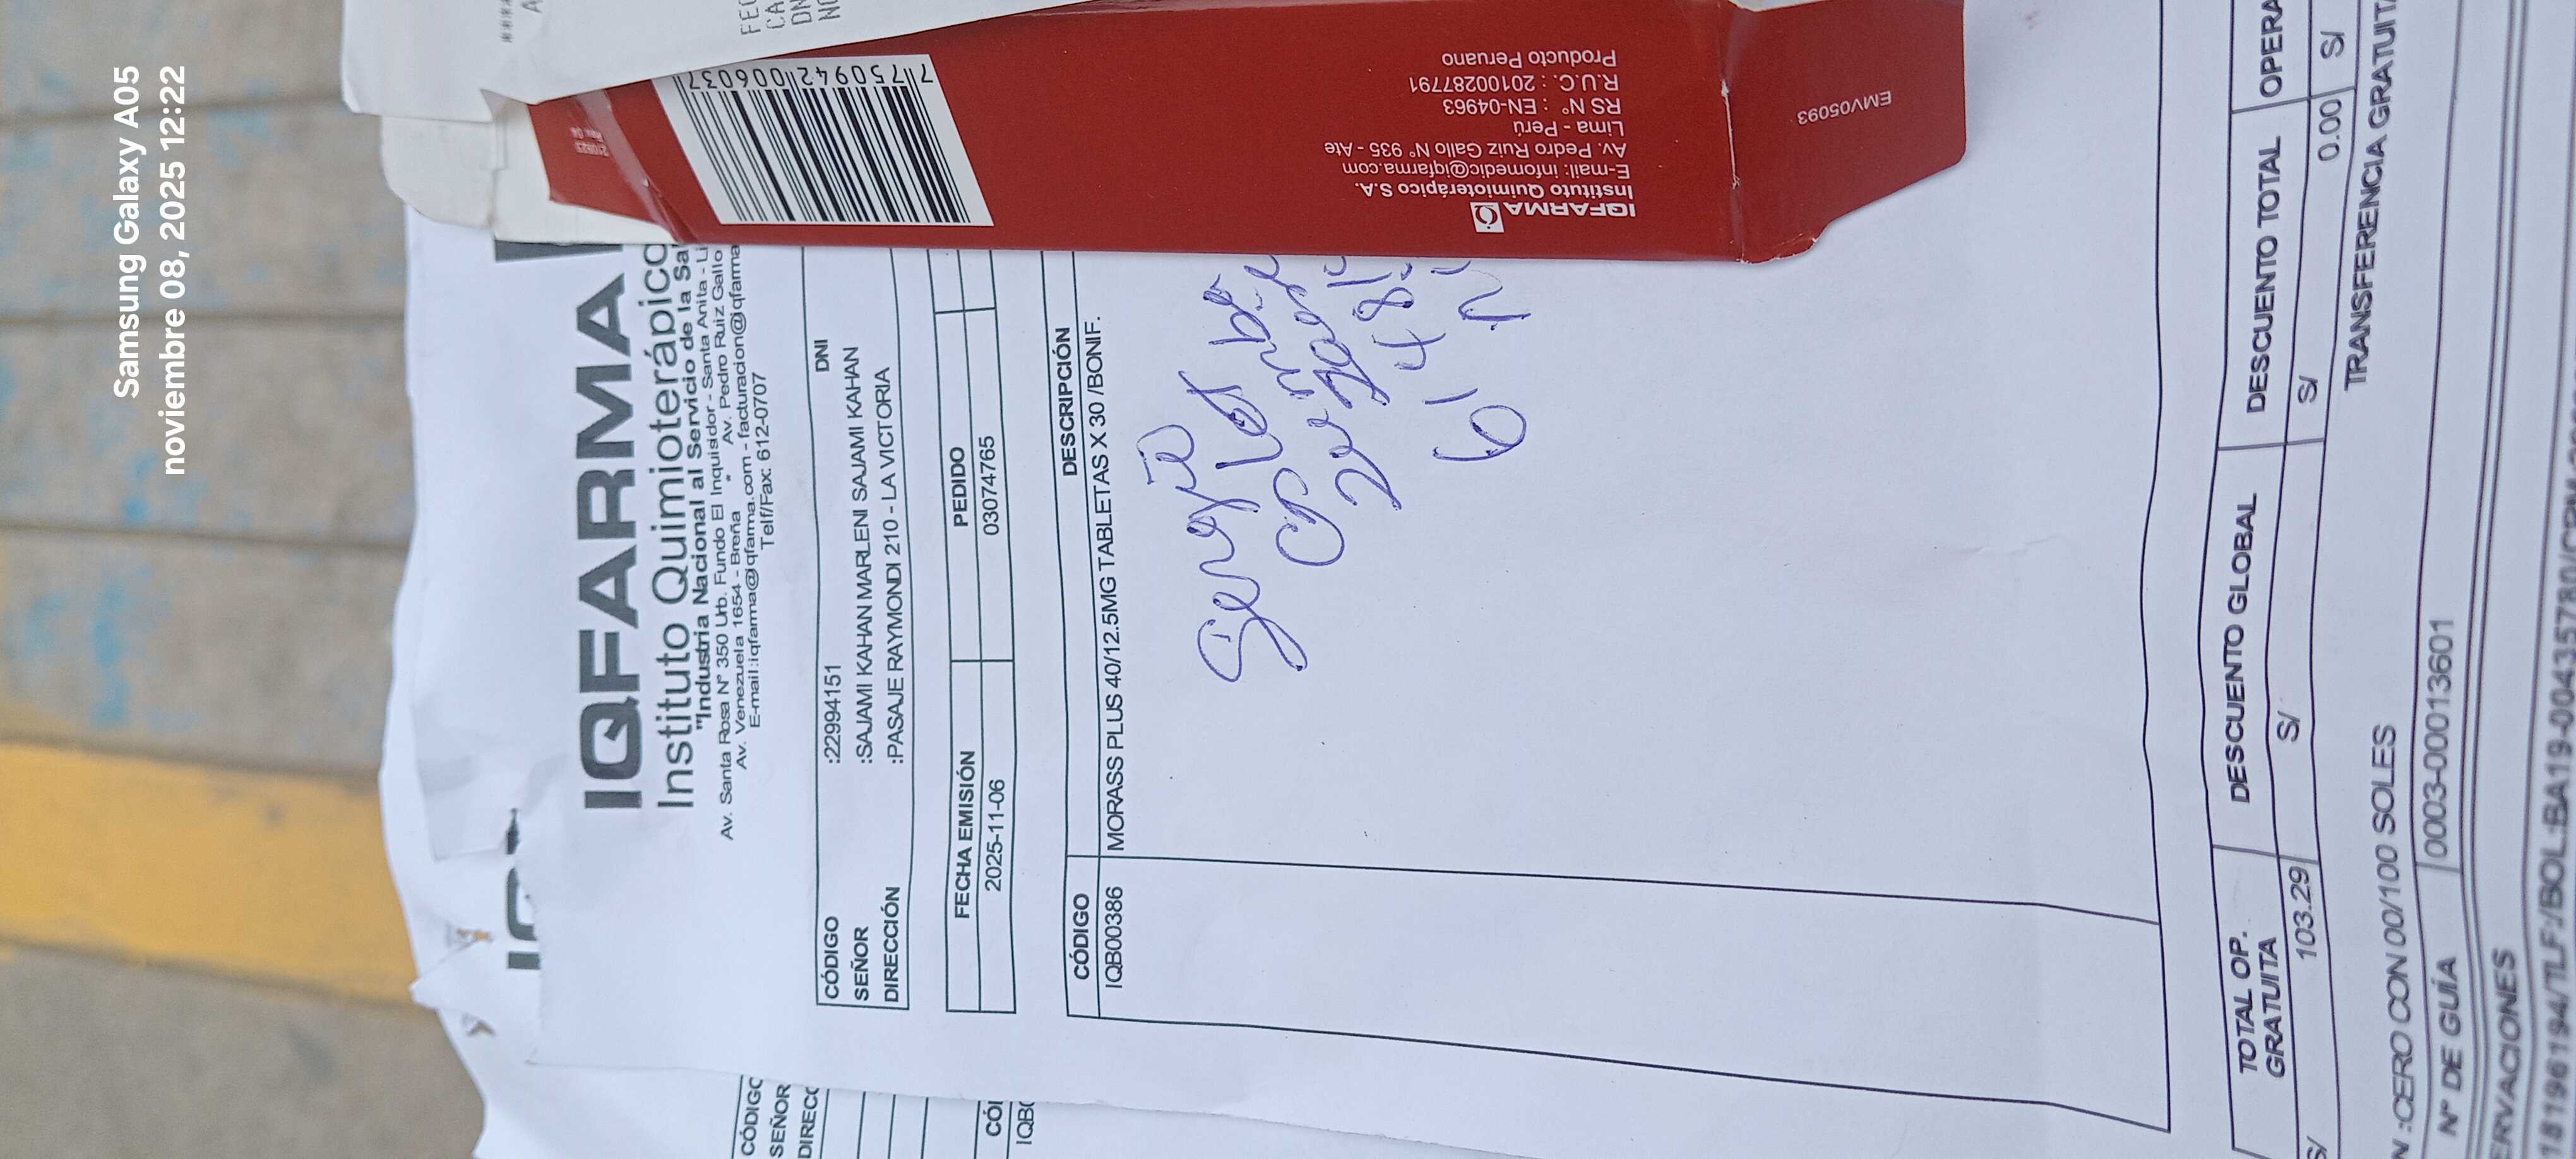 Samsung Galaxy A05
noviembre 08, 2025 12:22
IQFARMA
Instituto Quimioterápico
"Industria Nacional al Servicio de la
Av. Santa Rosa N° 350 Urb. Fundo El Inquisidor - Santa Anita -
Av. Venezuela 1654 - Breña * Av. Pedro Ruiz Gallo
E-mail:iqfarma@iqfarma.com - facturacion@iqfarma
Telf/Fax: 612-0707
CÓDIGO :22994151 DNI
SEÑOR :SAJAMI KAHAN MARLENI SAJAMI KAHAN
DIRECCIÓN :PASAJE RAYMONDI 210 - LA VICTORIA
FECHA EMISIÓN PEDIDO
2025-11-06 03074765
CÓDIGO DESCRIPCIÓN
IQB00386 MORASS PLUS 40/12.5MG TABLETAS X 30 /BONIF.
Sergio
TOTAL OP. GRATUITA DESCUENTO GLOBAL DESCUENTO TOTAL
S/ 103.29 S/ S/ 0.00 S/
TRANSFERENCIA
:CERO CON 00/100 SOLES
N° DE GUÍA 0003-00013601
CÓDIGO
SEÑOR
7 750942 006037
IQFARMA
Instituto Quimioterápico S.A.
E-mail: infomedic@iqfarma.com
Av. Pedro Ruiz Gallo N° 935 - Ate
Lima - Perú
RS N° : EN-04963
R.U.C. : 20100287791
Producto Peruano
EMV05093